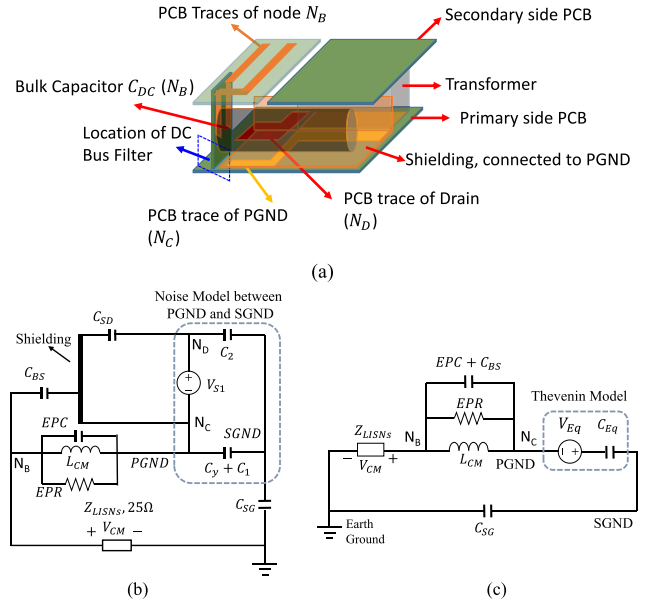 PCB Traces of node N_B
Secondary side PCB
Bulk Capacitor C_DC (N_B)
Transformer
Location of DC
Bus Filter
Primary side PCB
Shielding, connected to PGND
PCB trace of PGND
(N_C)
PCB trace of Drain
(N_D)
(a)
Noise Model between
PGND and SGND
Shielding
C_SD
N_D
C_2
C_BS
+
−
V_S1
EPC
N_C
SGND
N_B
L_CM
PGND
C_y + C_1
EPR
Z_LISNs, 25Ω
+ V_CM −
C_SG
(b)
EPC + C_BS
Thevenin Model
EPR
V_Eq
C_Eq
Z_LISNs
N_B
N_C
− V_CM +
L_CM
PGND
Earth
Ground
C_SG
SGND
(c)